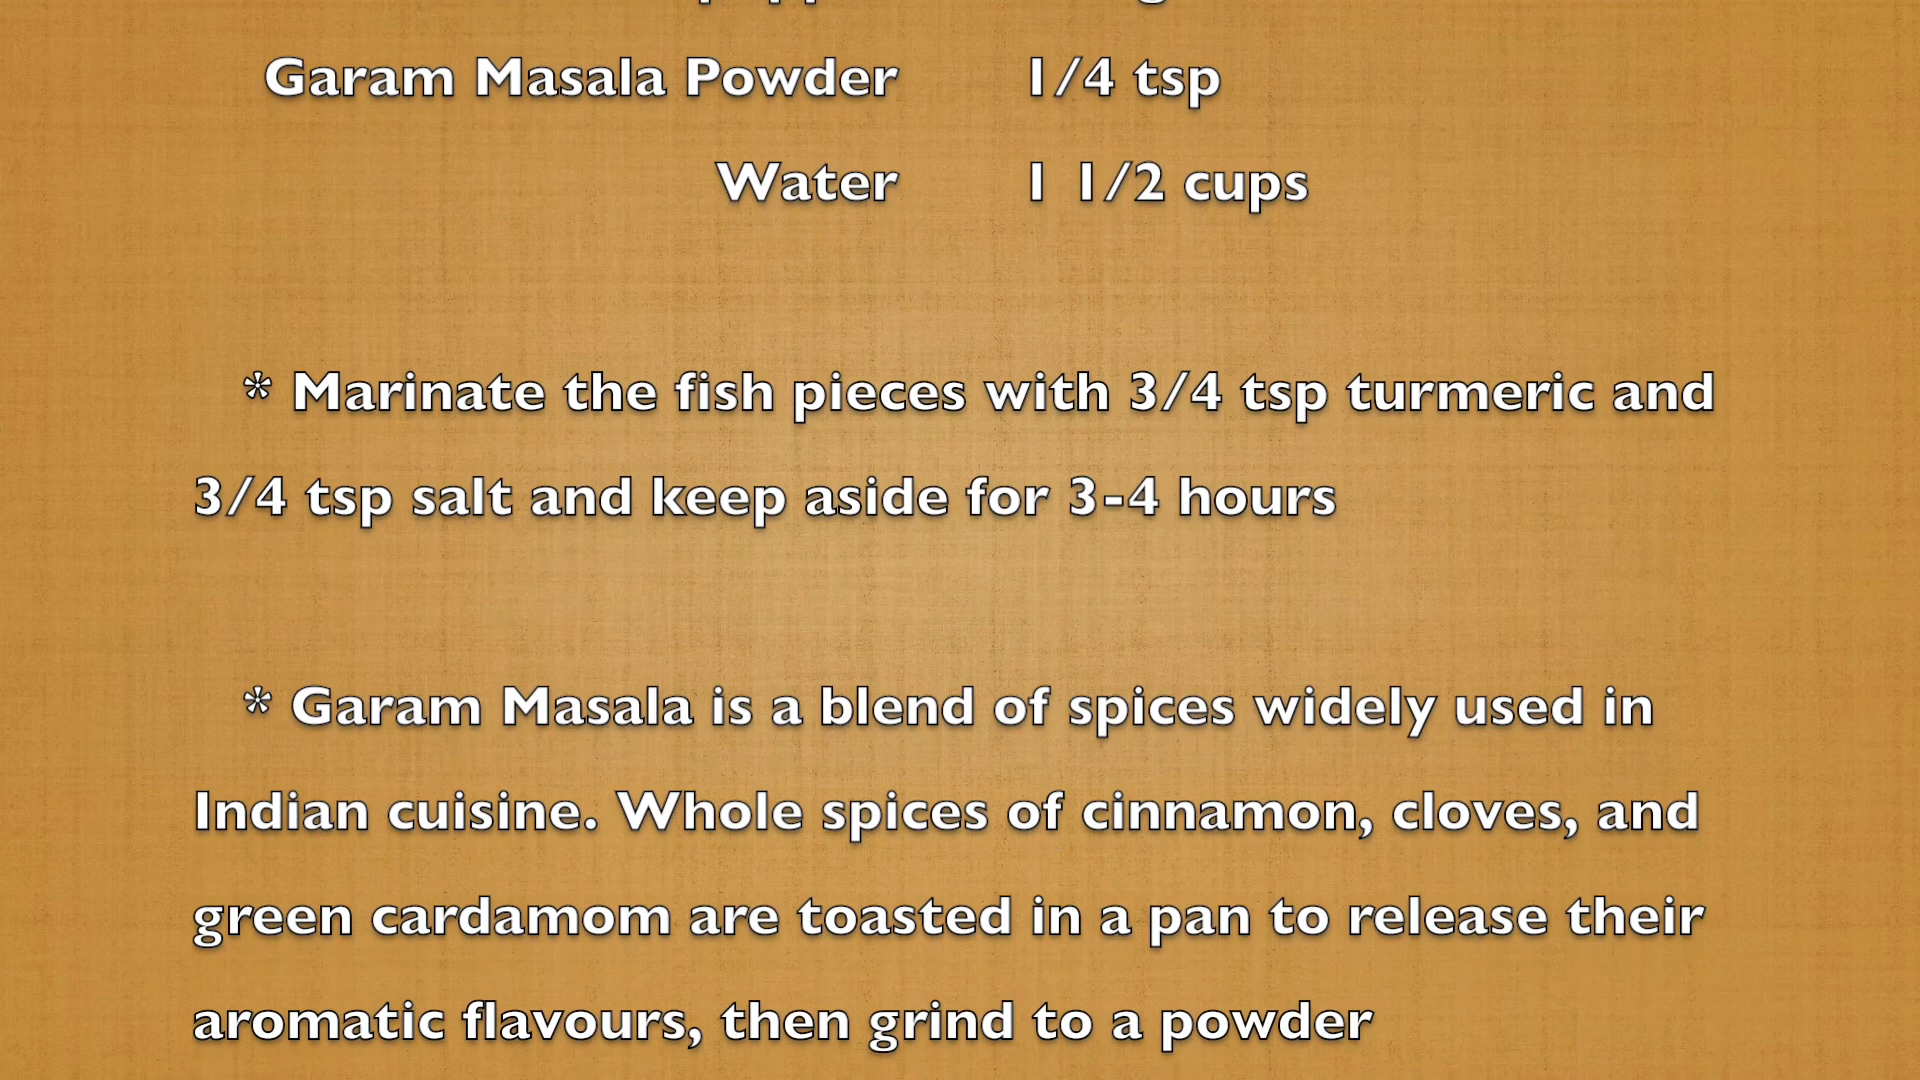 Garam Masala Powder 1/4 tsp
Water 1 1/2 cups
* Marinate the fish pieces with 3/4 tsp turmeric and
3/4 tsp salt and keep aside for 3-4 hours
* Garam Masala is a blend of spices widely used in
Indian cuisine. Whole spices of cinnamon, cloves, and
green cardamom are toasted in a pan to release their
aromatic flavours, then grind to a powder